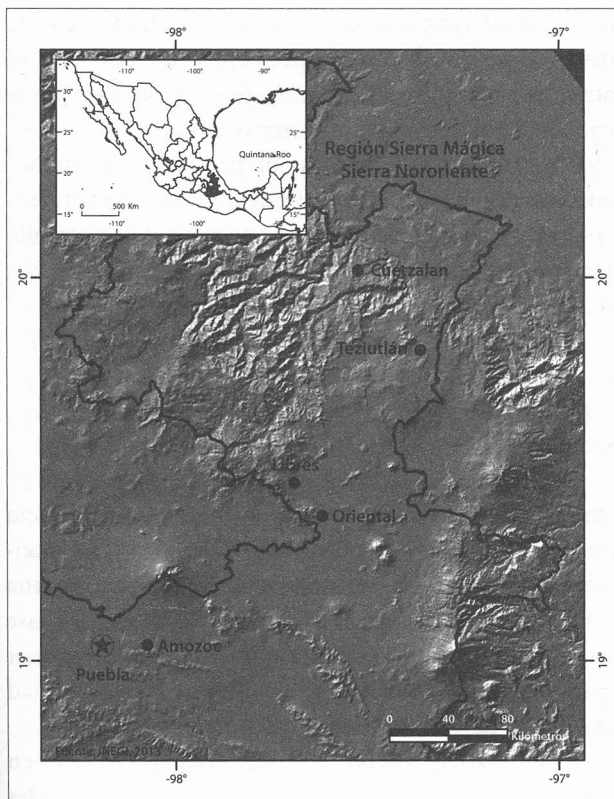 -98°
-97°
-110°
-100°
-90°
30°
25°
20°
15°
25°
20°
15°
Quintana Roo
0
500 Km
-110°
-100°
-90°
Región Sierra Mágica
Sierra Nororiente
20°
20°
Cuetzalan
Teziutlán
Libres
Oriental
Amozoc
Puebla
19°
19°
0
40
80
Kilómetros
Fuente: INEGI, 2013
-98°
-97°